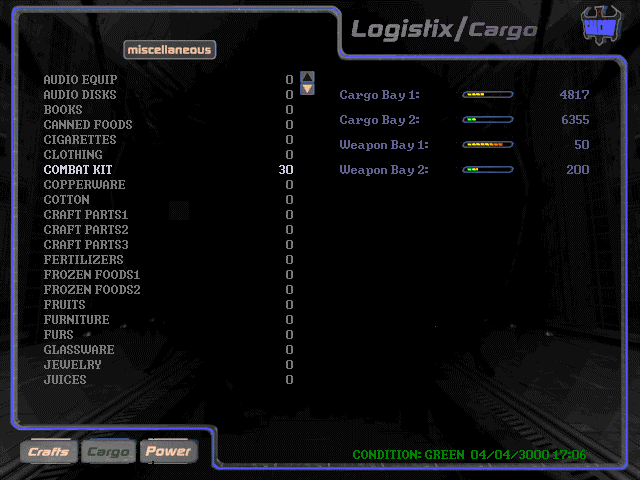 Logistix/Cargo
miscellaneous
AUDIO EQUIP 0
AUDIO DISKS 0
BOOKS 0
CANNED FOODS 0
CIGARETTES 0
CLOTHING 0
COMBAT KIT 30
COPPERWARE 0
COTTON 0
CRAFT PARTS1 0
CRAFT PARTS2 0
CRAFT PARTS3 0
FERTILIZERS 0
FROZEN FOODS1 0
FROZEN FOODS2 0
FRUITS 0
FURNITURE 0
FURS 0
GLASSWARE 0
JEWELRY 0
JUICES 0
Cargo Bay 1: 4817
Cargo Bay 2: 6355
Weapon Bay 1: 50
Weapon Bay 2: 200
Crafts
Cargo
Power
CONDITION: GREEN 04/04/3000 17:06